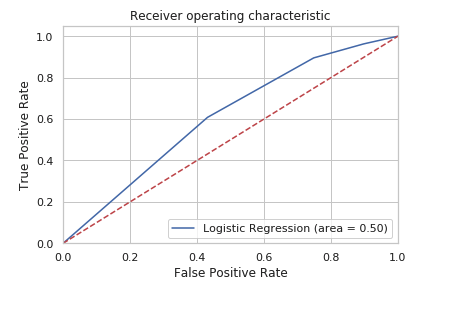 Receiver operating characteristic
1.0
0.8
0.6
0.4
0.2
0.0
True Positive Rate
Logistic Regression (area = 0.50)
0.0 0.2 0.4 0.6 0.8 1.0
False Positive Rate